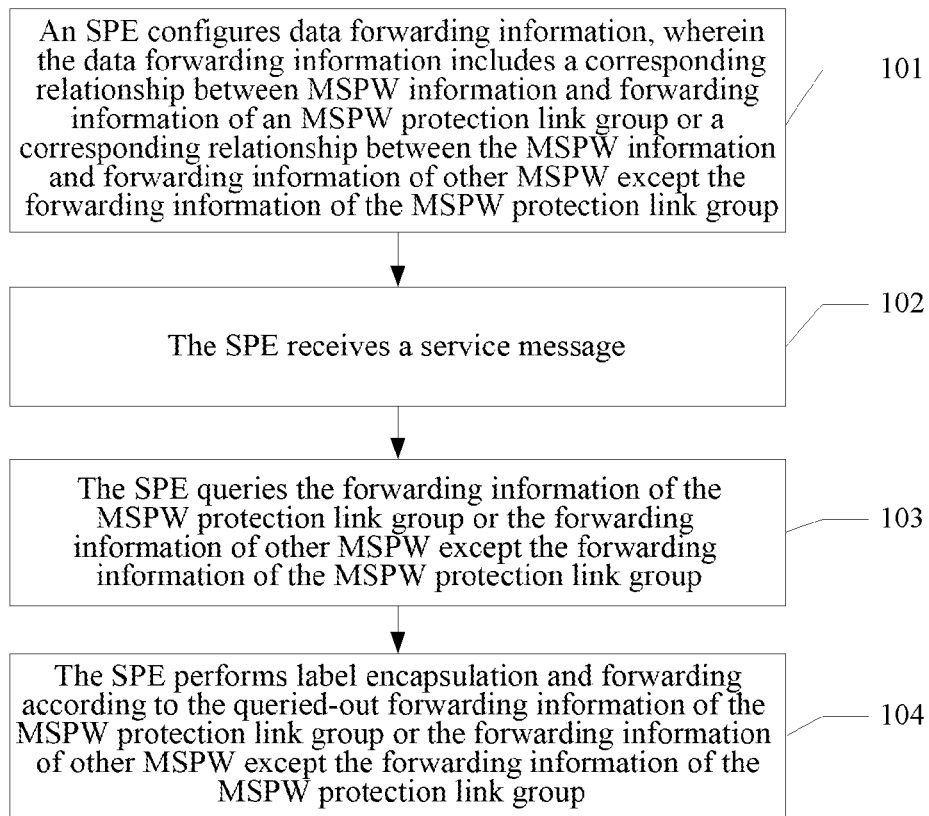 An SPE configures data forwarding information, wherein
the data forwarding information includes a corresponding
relationship between MSPW information and forwarding
information of an MSPW protection link group or a
corresponding relationship between the MSPW information
and forwarding information of other MSPW except the
forwarding information of the MSPW protection link group
101
The SPE receives a service message
102
The SPE queries the forwarding information of the
MSPW protection link group or the forwarding
information of other MSPW except the forwarding
information of the MSPW protection link group
103
The SPE performs label encapsulation and forwarding
according to the queried-out forwarding information of the
MSPW protection link group or the forwarding information
of other MSPW except the forwarding information of the
MSPW protection link group
104